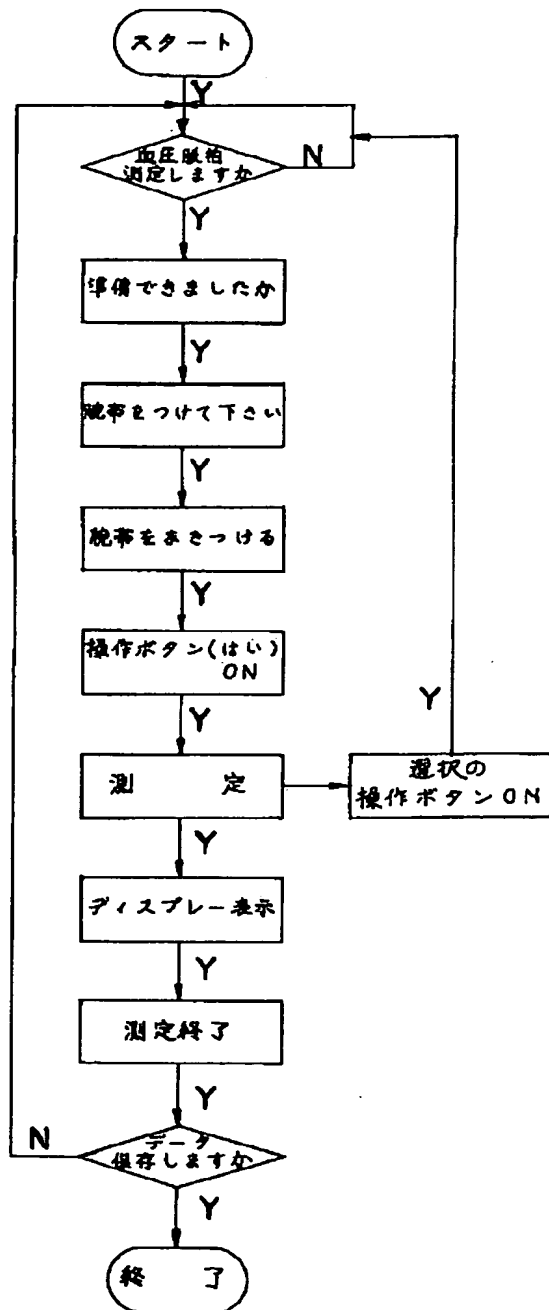 スタート
Y
血圧脈拍
測定しますか
N
Y
準備できましたか
Y
腕帯をつけて下さい
Y
腕帯をまきつける
Y
操作ボタン(はい)
ON
Y
Y
測 定
選択の
操作ボタンON
Y
ディスプレー表示
Y
測定終了
Y
データ
保存しますか
N
Y
終 了